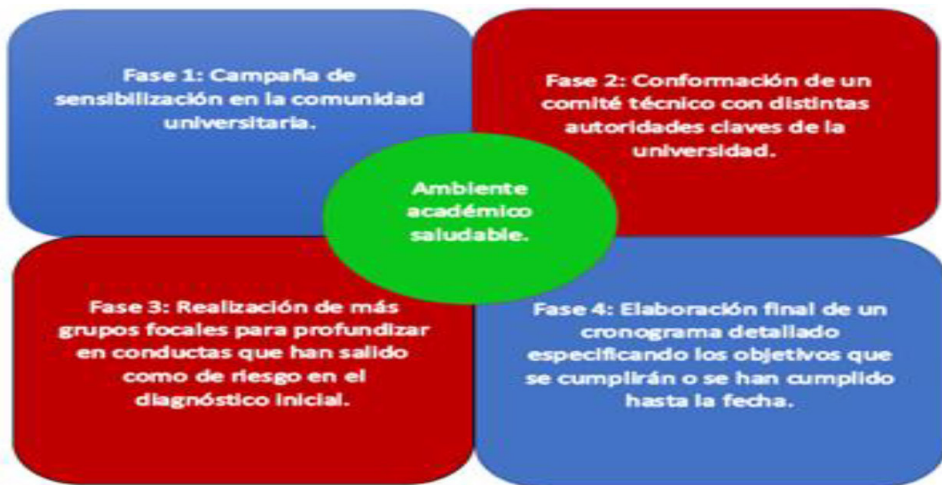 Fase 1: Campaña de
sensibilización en la comunidad
universitaria.
Fase 2: Conformación de un
comité técnico con distintas
autoridades claves de la
universidad.
Ambiente
académico
saludable.
Fase 3: Realización de más
grupos focales para profundizar
en conductas que han salido
como de riesgo en el
diagnóstico inicial.
Fase 4: Elaboración final de un
cronograma detallado
especificando los objetivos que
se cumplirán o se han cumplido
hasta la fecha.